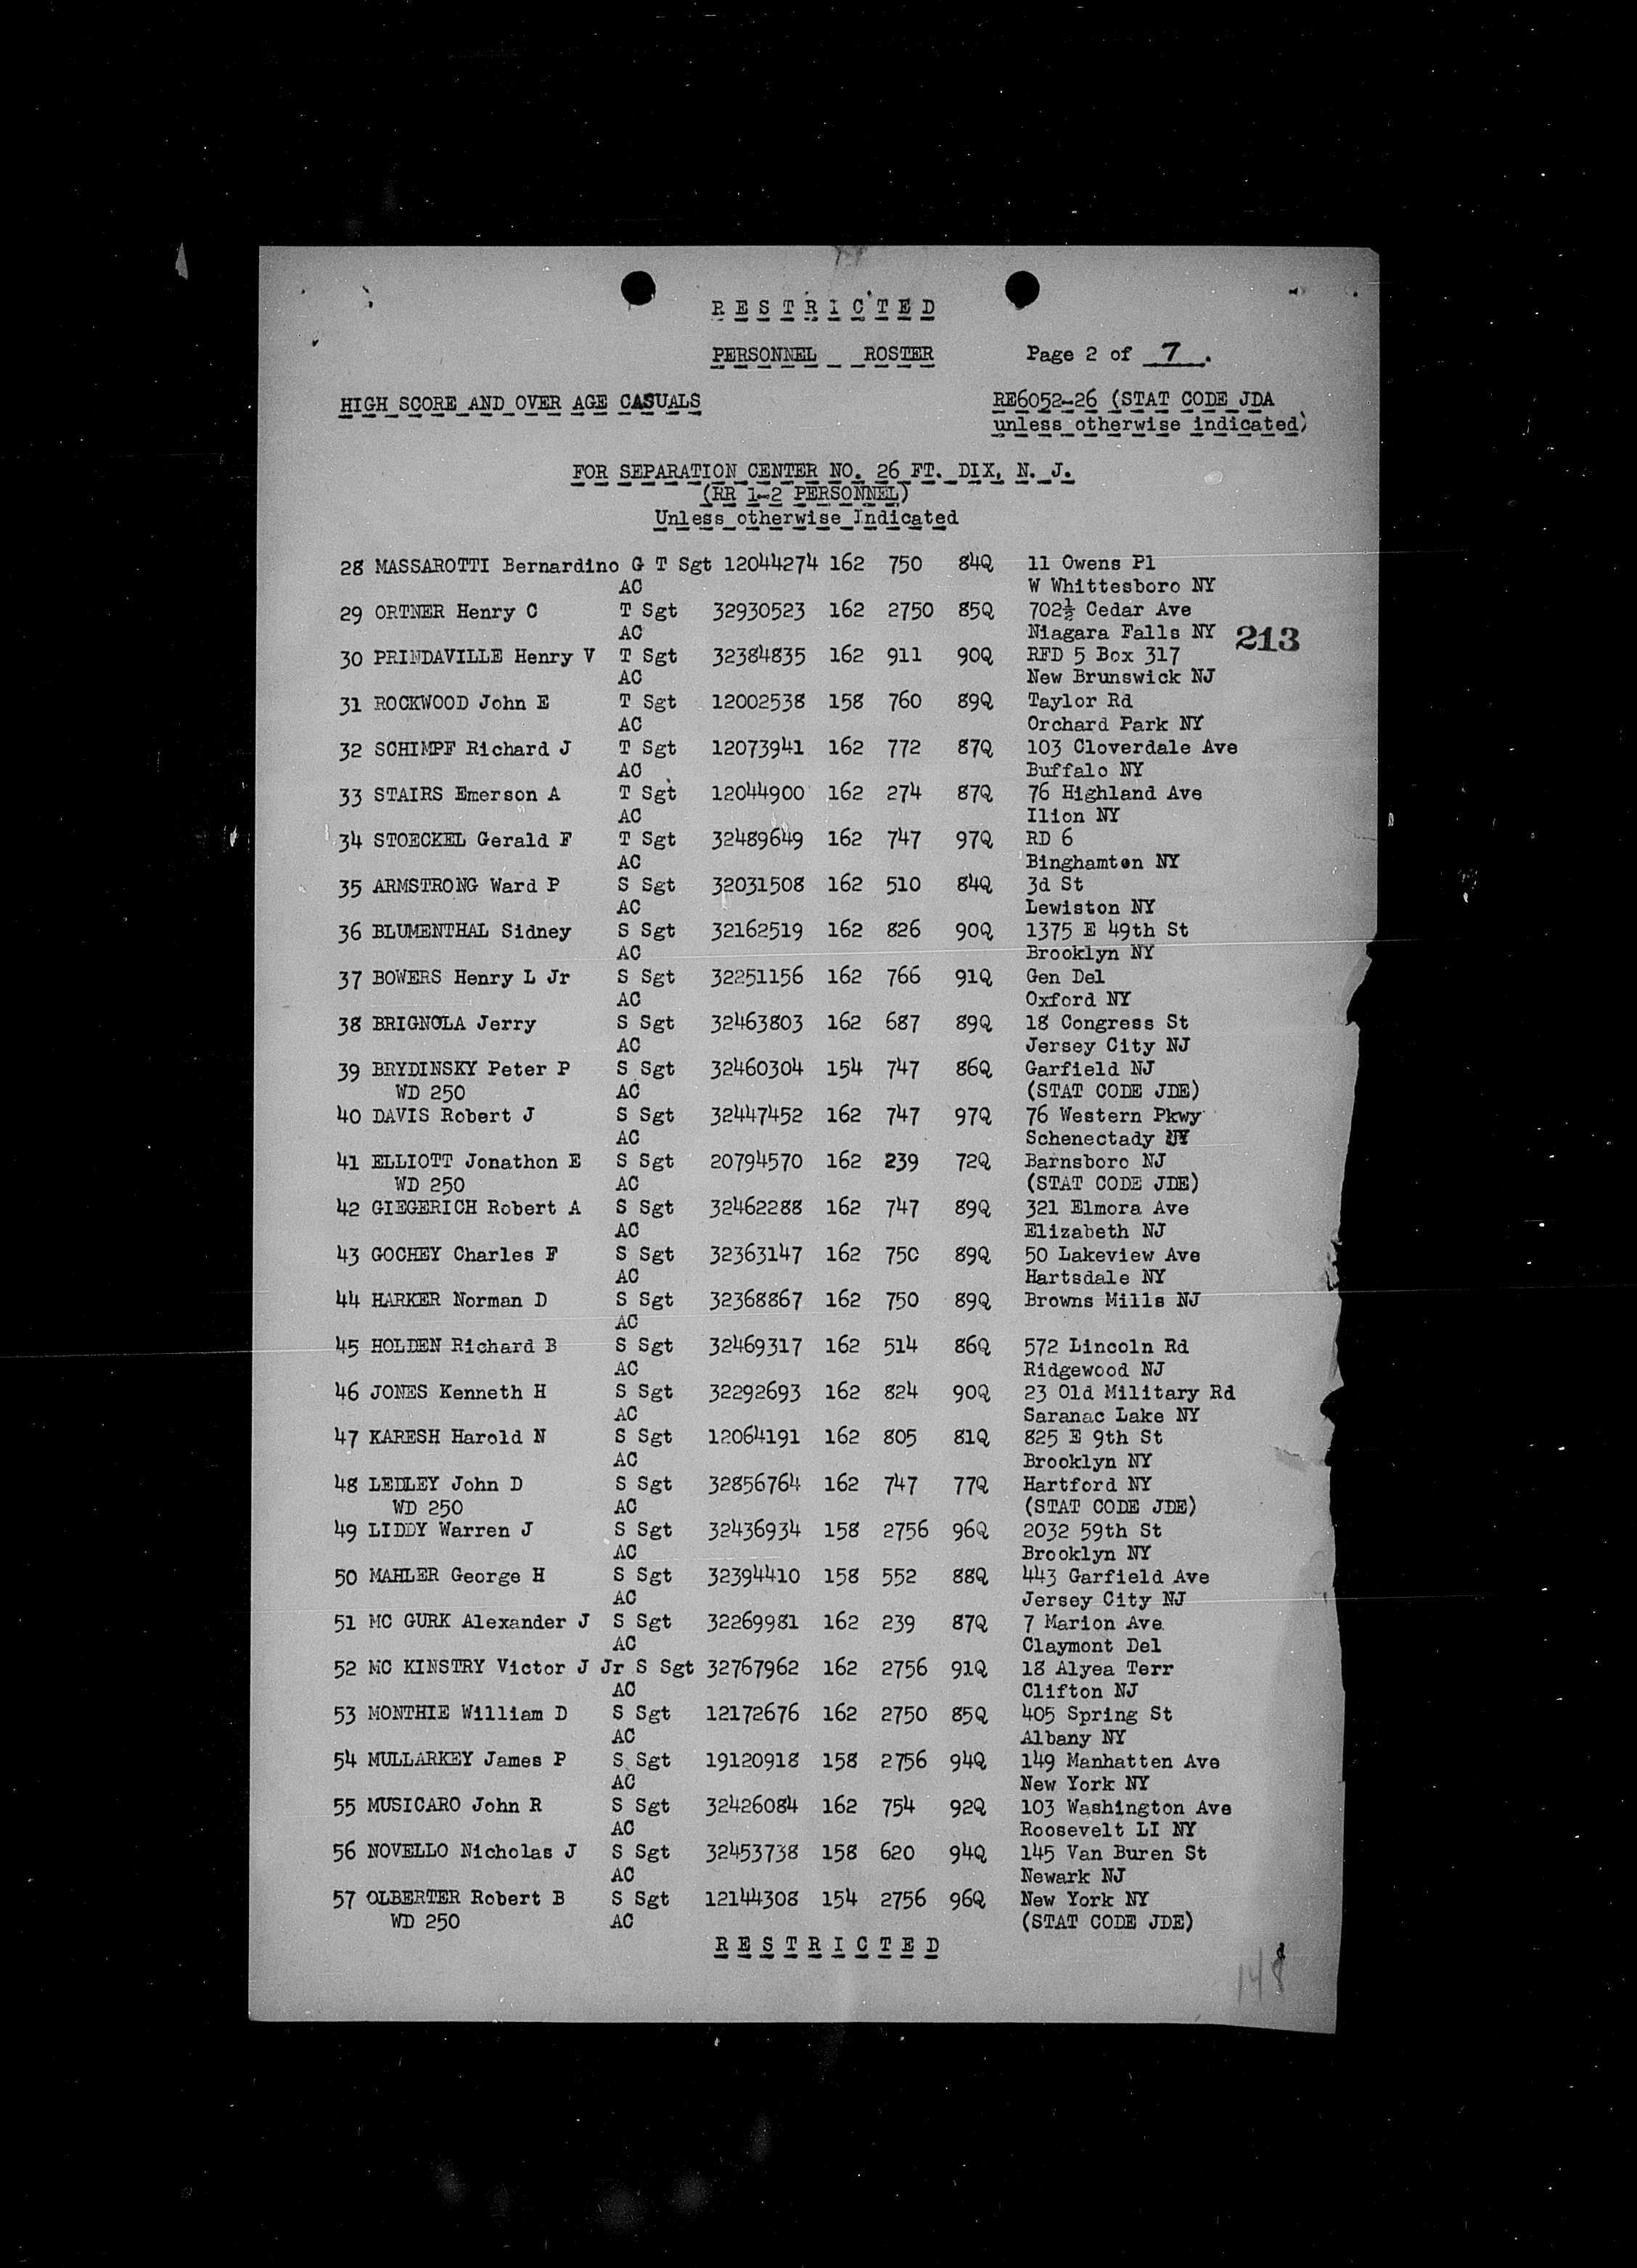 R E S T R I C T E D
PERSONNEL ROSTER Page 2 of 7.
HIGH SCORE AND OVER AGE CASUALS RE6052-26 (STAT CODE JDA
unless otherwise indicated)
FOR SEPARATION CENTER NO. 26 FT. DIX, N. J.
(RR 1-2 PERSONNEL)
Unless otherwise Indicated
28 MASSAROTTI Bernardino G T Sgt 12044274 162 750 84Q 11 Owens Pl
AC W Whittesboro NY
29 ORTNER Henry C T Sgt 32930523 162 2750 85Q 702½ Cedar Ave
AC Niagara Falls NY 213
30 PRINDAVILLE Henry V T Sgt 32384835 162 911 90Q RFD 5 Box 317
AC New Brunswick NJ
31 ROCKWOOD John E T Sgt 12002538 158 760 89Q Taylor Rd
AC Orchard Park NY
32 SCHIMPF Richard J T Sgt 12073941 162 772 87Q 103 Cloverdale Ave
AC Buffalo NY
33 STAIRS Emerson A T Sgt 12044900 162 274 87Q 76 Highland Ave
AC Ilion NY
34 STOECKEL Gerald F T Sgt 32489649 162 747 97Q RD 6
AC Binghamton NY
35 ARMSTRONG Ward P S Sgt 32031508 162 510 84Q 3d St
AC Lewiston NY
36 BLUMENTHAL Sidney S Sgt 32162519 162 826 90Q 1375 E 49th St
AC Brooklyn NY
37 BOWERS Henry L Jr S Sgt 32251156 162 766 91Q Gen Del
AC Oxford NY
38 BRIGNOLA Jerry S Sgt 32463803 162 687 89Q 18 Congress St
AC Jersey City NJ
39 BRYDINSKY Peter P S Sgt 32460304 154 747 86Q Garfield NJ
WD 250 AC (STAT CODE JDE)
40 DAVIS Robert J S Sgt 32447452 162 747 97Q 76 Western Pkwy
AC Schenectady NY
41 ELLIOTT Jonathon E S Sgt 20794570 162 239 72Q Barnsboro NJ
WD 250 AC (STAT CODE JDE)
42 GIEGERICH Robert A S Sgt 32462288 162 747 89Q 321 Elmora Ave
AC Elizabeth NJ
43 GOCHEY Charles F S Sgt 32363147 162 750 89Q 50 Lakeview Ave
AC Hartsdale NY
44 HARKER Norman D S Sgt 32368867 162 750 89Q Browns Mills NJ
AC
45 HOLDEN Richard B S Sgt 32469317 162 514 86Q 572 Lincoln Rd
AC Ridgewood NJ
46 JONES Kenneth H S Sgt 32292693 162 824 90Q 23 Old Military Rd
AC Saranac Lake NY
47 KARESH Harold N S Sgt 12064191 162 805 81Q 825 E 9th St
AC Brooklyn NY
48 LEDLEY John D S Sgt 32856764 162 747 77Q Hartford NY
WD 250 AC (STAT CODE JDE)
49 LIDDY Warren J S Sgt 32436934 158 2756 96Q 2032 59th St
AC Brooklyn NY
50 MAHLER George H S Sgt 32394410 158 552 88Q 443 Garfield Ave
AC Jersey City NJ
51 MC GURK Alexander J S Sgt 32269981 162 239 87Q 7 Marion Ave
AC Claymont Del
52 MC KINSTRY Victor J Jr S Sgt 32767962 162 2756 91Q 18 Alyea Terr
AC Clifton NJ
53 MONTHIE William D S Sgt 12172676 162 2750 85Q 405 Spring St
AC Albany NY
54 MULLARKEY James P S Sgt 19120918 158 2756 94Q 149 Manhatten Ave
AC New York NY
55 MUSICARO John R S Sgt 32426084 162 754 92Q 103 Washington Ave
AC Roosevelt LI NY
56 NOVELLO Nicholas J S Sgt 32453738 158 620 94Q 145 Van Buren St
AC Newark NJ
57 OLBERTER Robert B S Sgt 12144308 154 2756 96Q New York NY
WD 250 AC (STAT CODE JDE)
R E S T R I C T E D
148